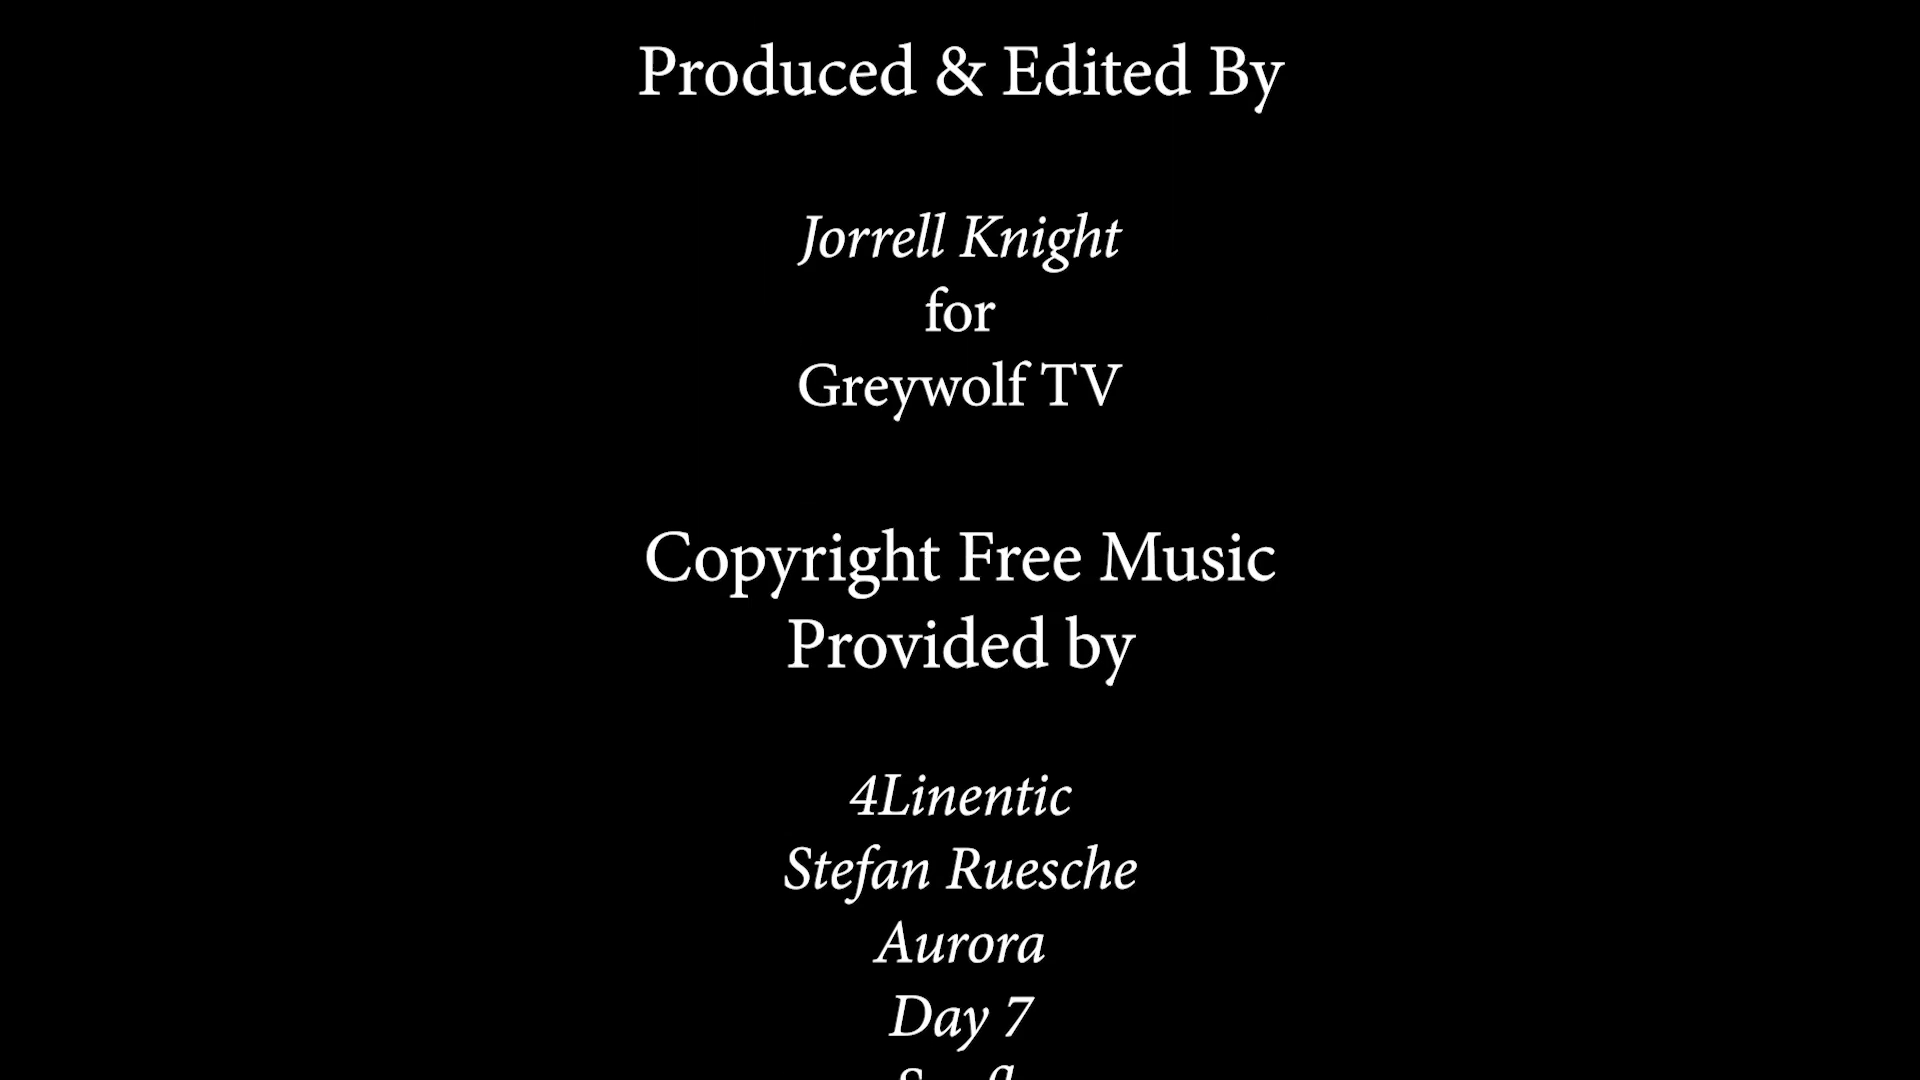 Produced & Edited By
Jorrell Knight
for
Greywolf TV
Copyright Free Music
Provided by
4Linentic
Stefan Ruesche
Aurora
Day 7